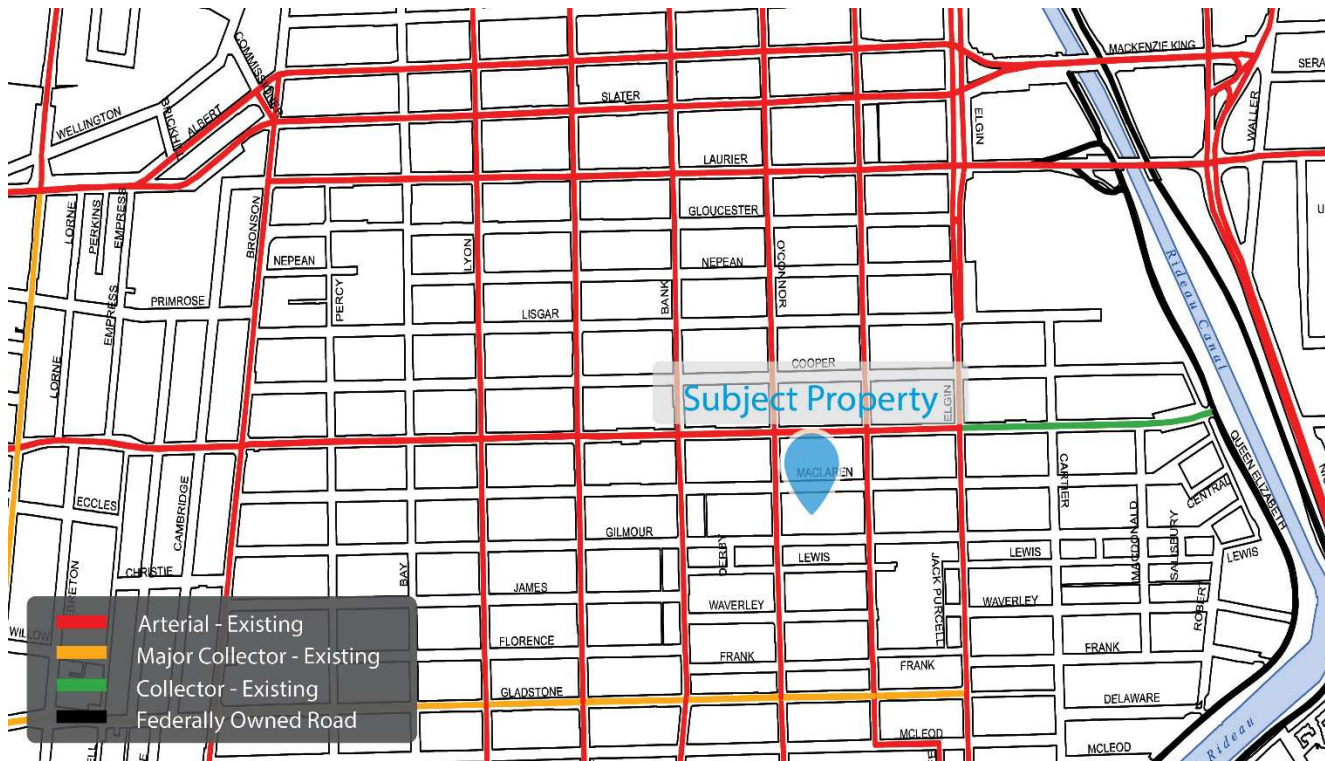 MACKENZIE KING
WELLINGTON
ALBERT
SLATER
ELGIN
WALLER
LAURIER
LORNE
PERKINS
EMPRESS
BRONSON
GLOUCESTER
NEPEAN
LYON
NEPEAN
O'CONNOR
Rideau Canal
PRIMROSE
EMPRESS
PERCY
LISGAR
BANK
LORNE
COOPER
Subject Property
ELGIN
ECCLES
CAMBRIDGE
MACLAREN
CARTIER
QUEEN ELIZABETH
CENTRAL
GILMOUR
DERBY
LEWIS
JACK PURCELL
LEWIS
MACDONALD
SALISBURY
LEWIS
CHRISTIE
BAY
JAMES
WAVERLEY
WAVERLEY
ROBERT
WILLOW
FLORENCE
FRANK
FRANK
FRANK
GLADSTONE
DELAWARE
MCLEOD
MCLEOD
Rideau
Arterial - Existing
Major Collector - Existing
Collector - Existing
Federally Owned Road